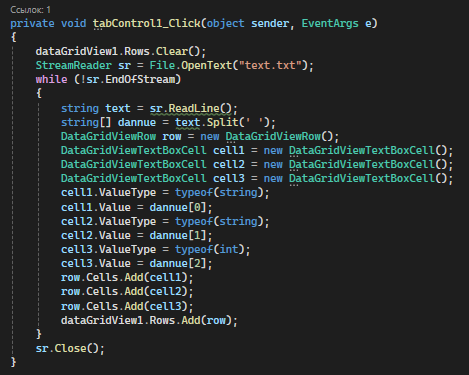 Ссылок: 1
private void tabControl1_Click(object sender, EventArgs e)
{
dataGridView1.Rows.Clear();
StreamReader sr = File.OpenText("text.txt");
while (!sr.EndOfStream)
{
string text = sr.ReadLine();
string[] dannue = text.Split(' ');
DataGridViewRow row = new DataGridViewRow();
DataGridViewTextBoxCell cell1 = new DataGridViewTextBoxCell();
DataGridViewTextBoxCell cell2 = new DataGridViewTextBoxCell();
DataGridViewTextBoxCell cell3 = new DataGridViewTextBoxCell();
cell1.ValueType = typeof(string);
cell1.Value = dannue[0];
cell2.ValueType = typeof(string);
cell2.Value = dannue[1];
cell3.ValueType = typeof(int);
cell3.Value = dannue[2];
row.Cells.Add(cell1);
row.Cells.Add(cell2);
row.Cells.Add(cell3);
dataGridView1.Rows.Add(row);
}
sr.Close();
}